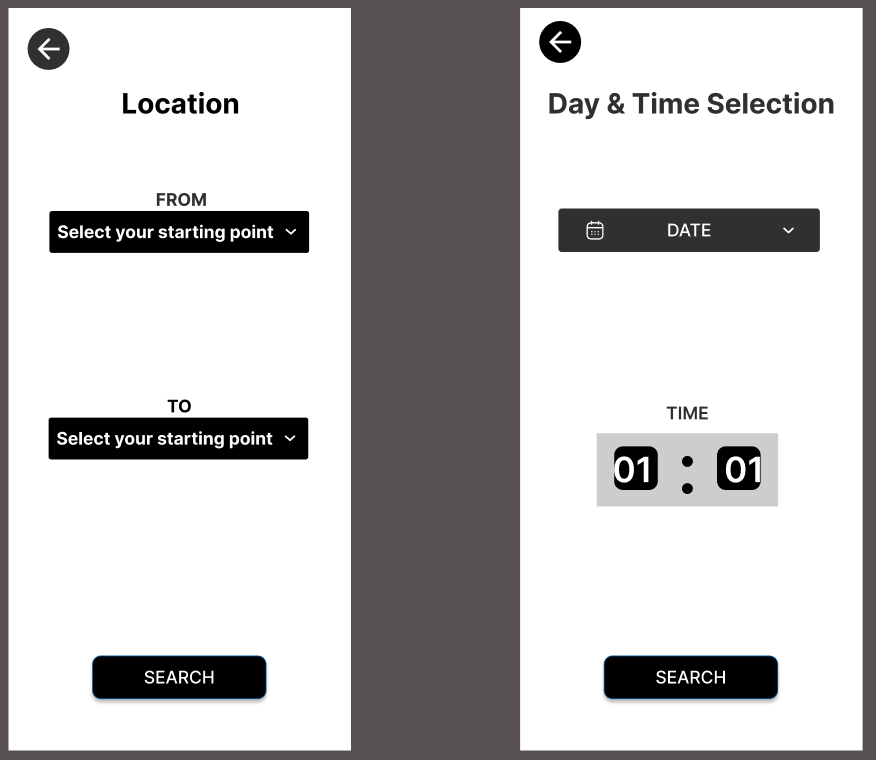 Location
FROM
Select your starting point
TO
Select your starting point
SEARCH
Day & Time Selection
DATE
TIME
01 : 01
SEARCH